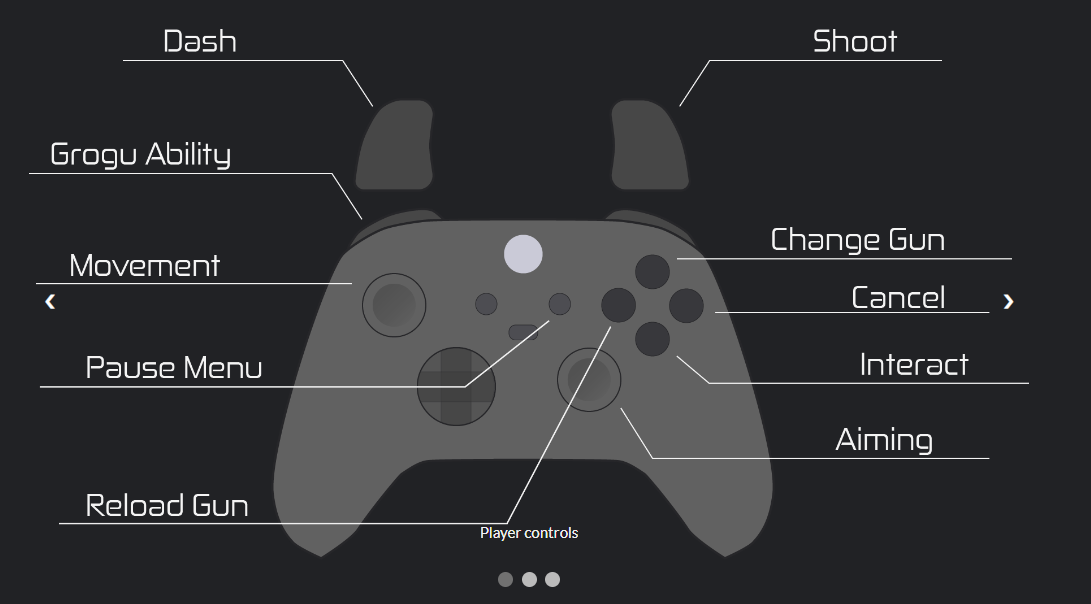 Dash
Shoot
Grogu Ability
Change Gun
Movement
Cancel
Pause Menu
Interact
Aiming
Reload Gun
Player controls